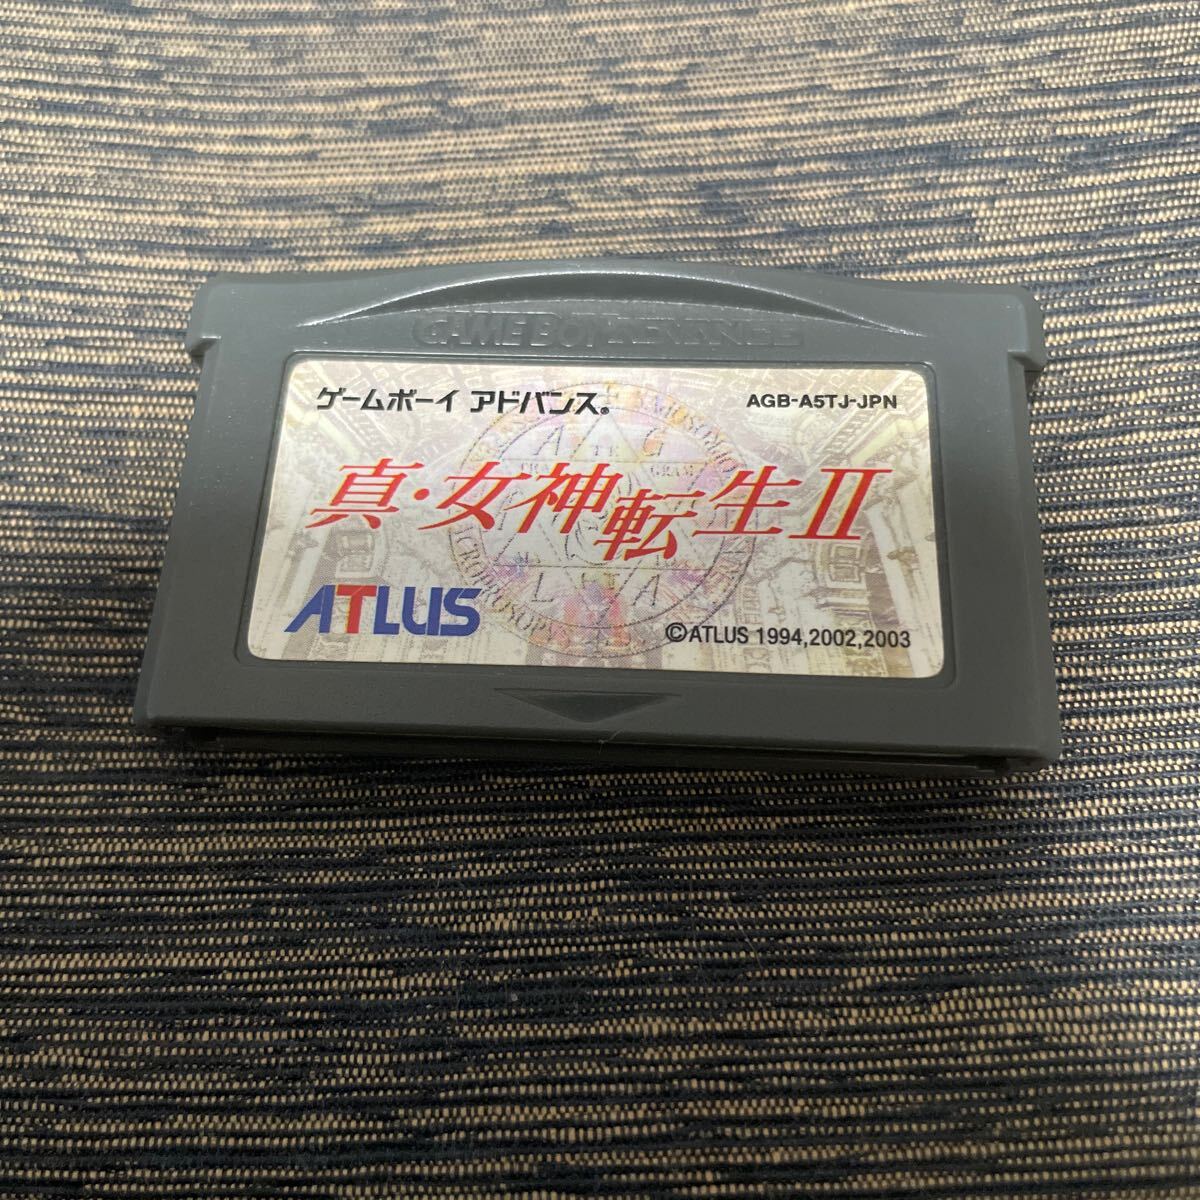 GAME BOY ADVANCE
ゲームボーイ アドバンス®
AGB-A5TJ-JPN
A G
GRAM
真・女神転生II
L A
ATLUS
©ATLUS 1994,2002,2003